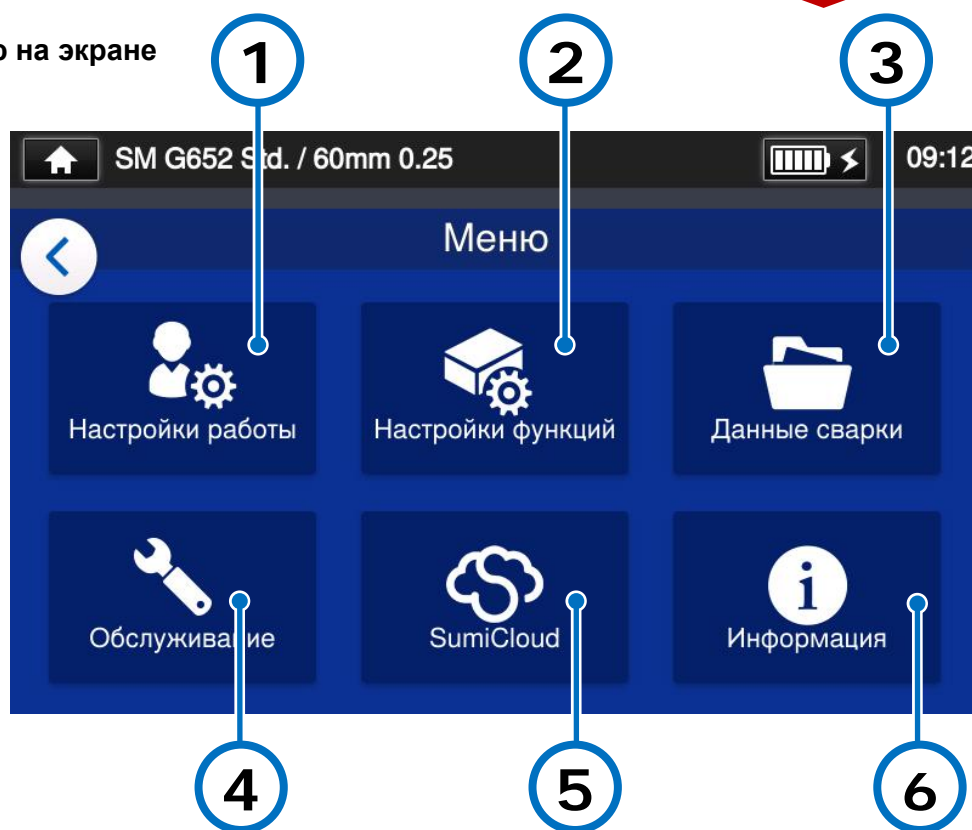 о на экране
1
2
3
SM G652 Std. / 60mm 0.25
09:12
Меню
Настройки работы
Настройки функций
Данные сварки
Обслуживание
SumiCloud
Информация
4
5
6